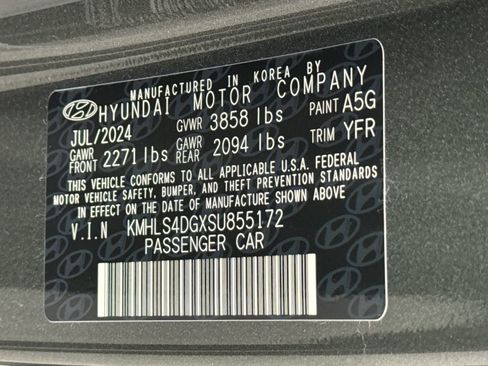 MANUFACTURED IN KOREA BY
HYUNDAI MOTOR COMPANY
JUL/2024 GVWR 3858 lbs PAINT A5G
GAWR FRONT 2271 lbs GAWR REAR 2094 lbs TRIM YFR
THIS VEHICLE CONFORMS TO ALL APPLICABLE U.S.A. FEDERAL
MOTOR VEHICLE SAFETY, BUMPER, AND THEFT PREVENTION STANDARDS
IN EFFECT ON THE DATE OF MANUFACTURE SHOWN ABOVE.
V.I.N KMHLS4DGXSU855172
PASSENGER CAR